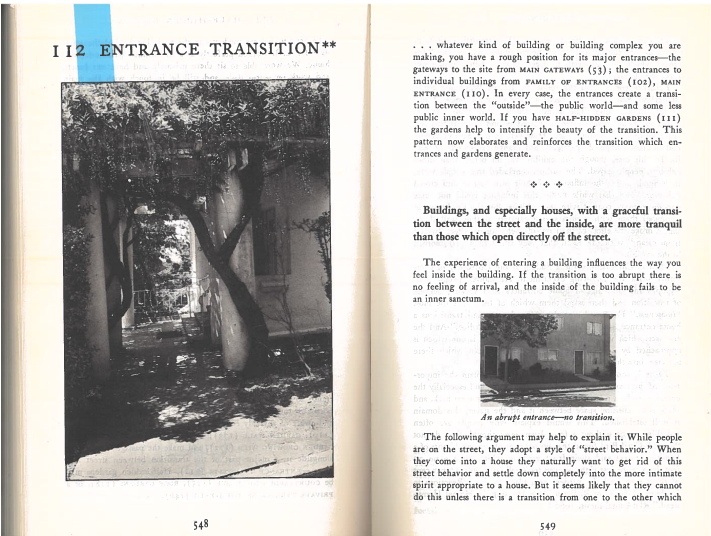 112 ENTRANCE TRANSITION**
548
. . . whatever kind of building or building complex you are
making, you have a rough position for its major entrances—the
gateways to the site from MAIN GATEWAYS (53); the entrances to
individual buildings from FAMILY OF ENTRANCES (102), MAIN
ENTRANCE (110). In every case, the entrances create a transi-
tion between the "outside"—the public world—and some less
public inner world. If you have HALF-HIDDEN GARDENS (111)
the gardens help to intensify the beauty of the transition. This
pattern now elaborates and reinforces the transition which en-
trances and gardens generate.
Buildings, and especially houses, with a graceful transi-
tion between the street and the inside, are more tranquil
than those which open directly off the street.
The experience of entering a building influences the way you
feel inside the building. If the transition is too abrupt there is
no feeling of arrival, and the inside of the building fails to be
an inner sanctum.
An abrupt entrance—no transition.
The following argument may help to explain it. While people
are on the street, they adopt a style of "street behavior." When
they come into a house they naturally want to get rid of this
street behavior and settle down completely into the more intimate
spirit appropriate to a house. But it seems likely that they cannot
do this unless there is a transition from one to the other which
549